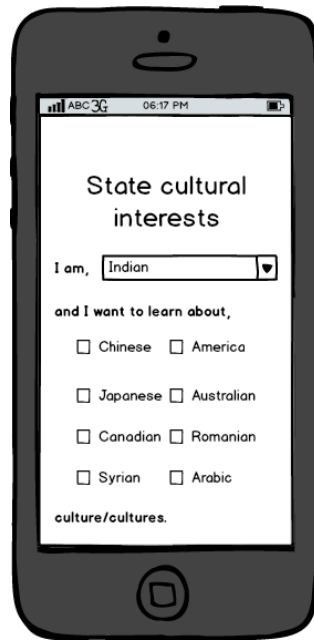 ABC 3G 06:17 PM
State cultural
interests
I am, Indian
and I want to learn about,
Chinese America
Japanese Australian
Canadian Romanian
Syrian Arabic
culture/cultures.